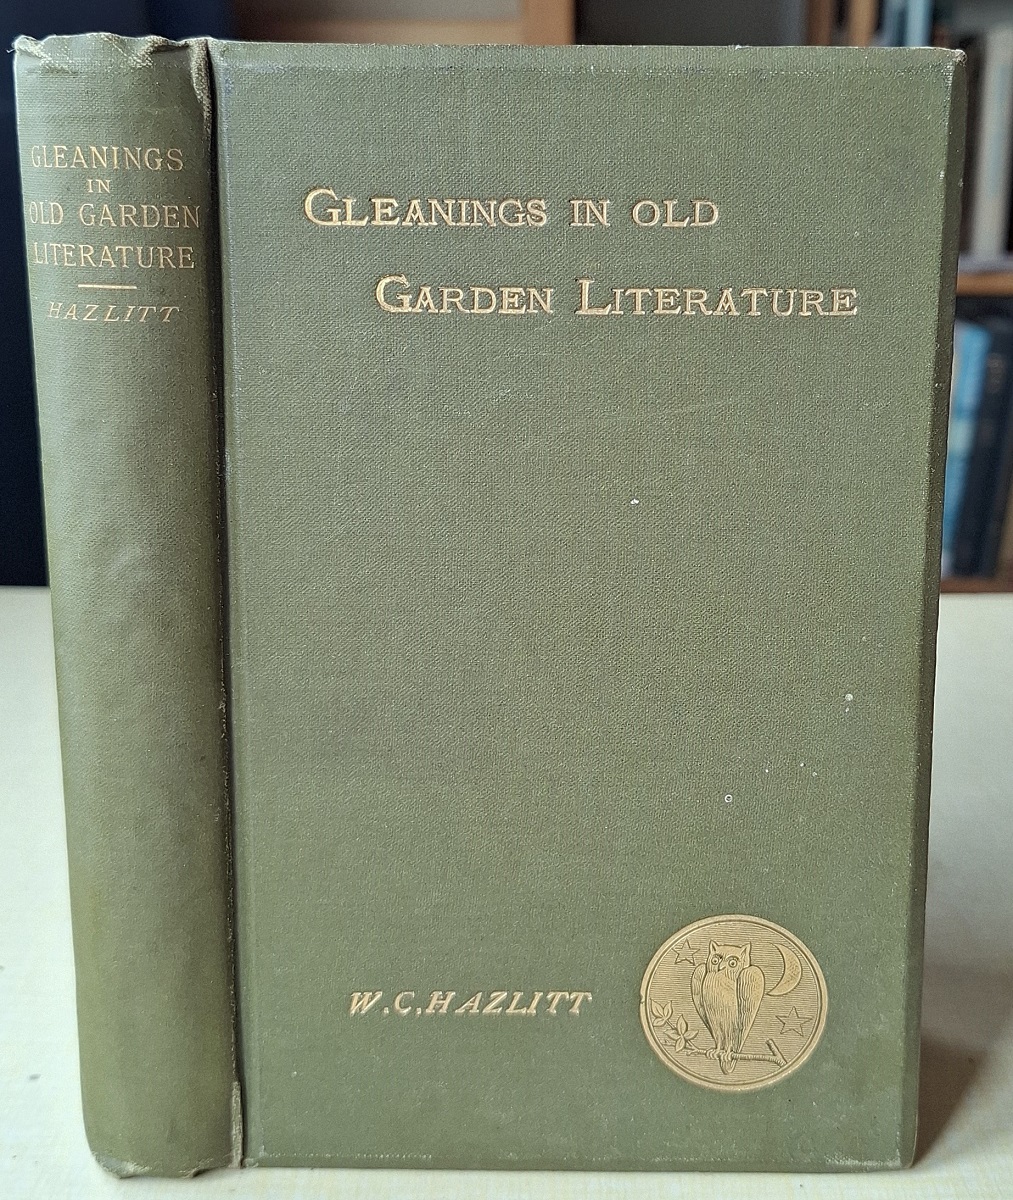 GLEANINGS
IN
OLD GARDEN
LITERATURE
HAZLITT
GLEANINGS IN OLD
GARDEN LITERATURE
W.C.HAZLITT